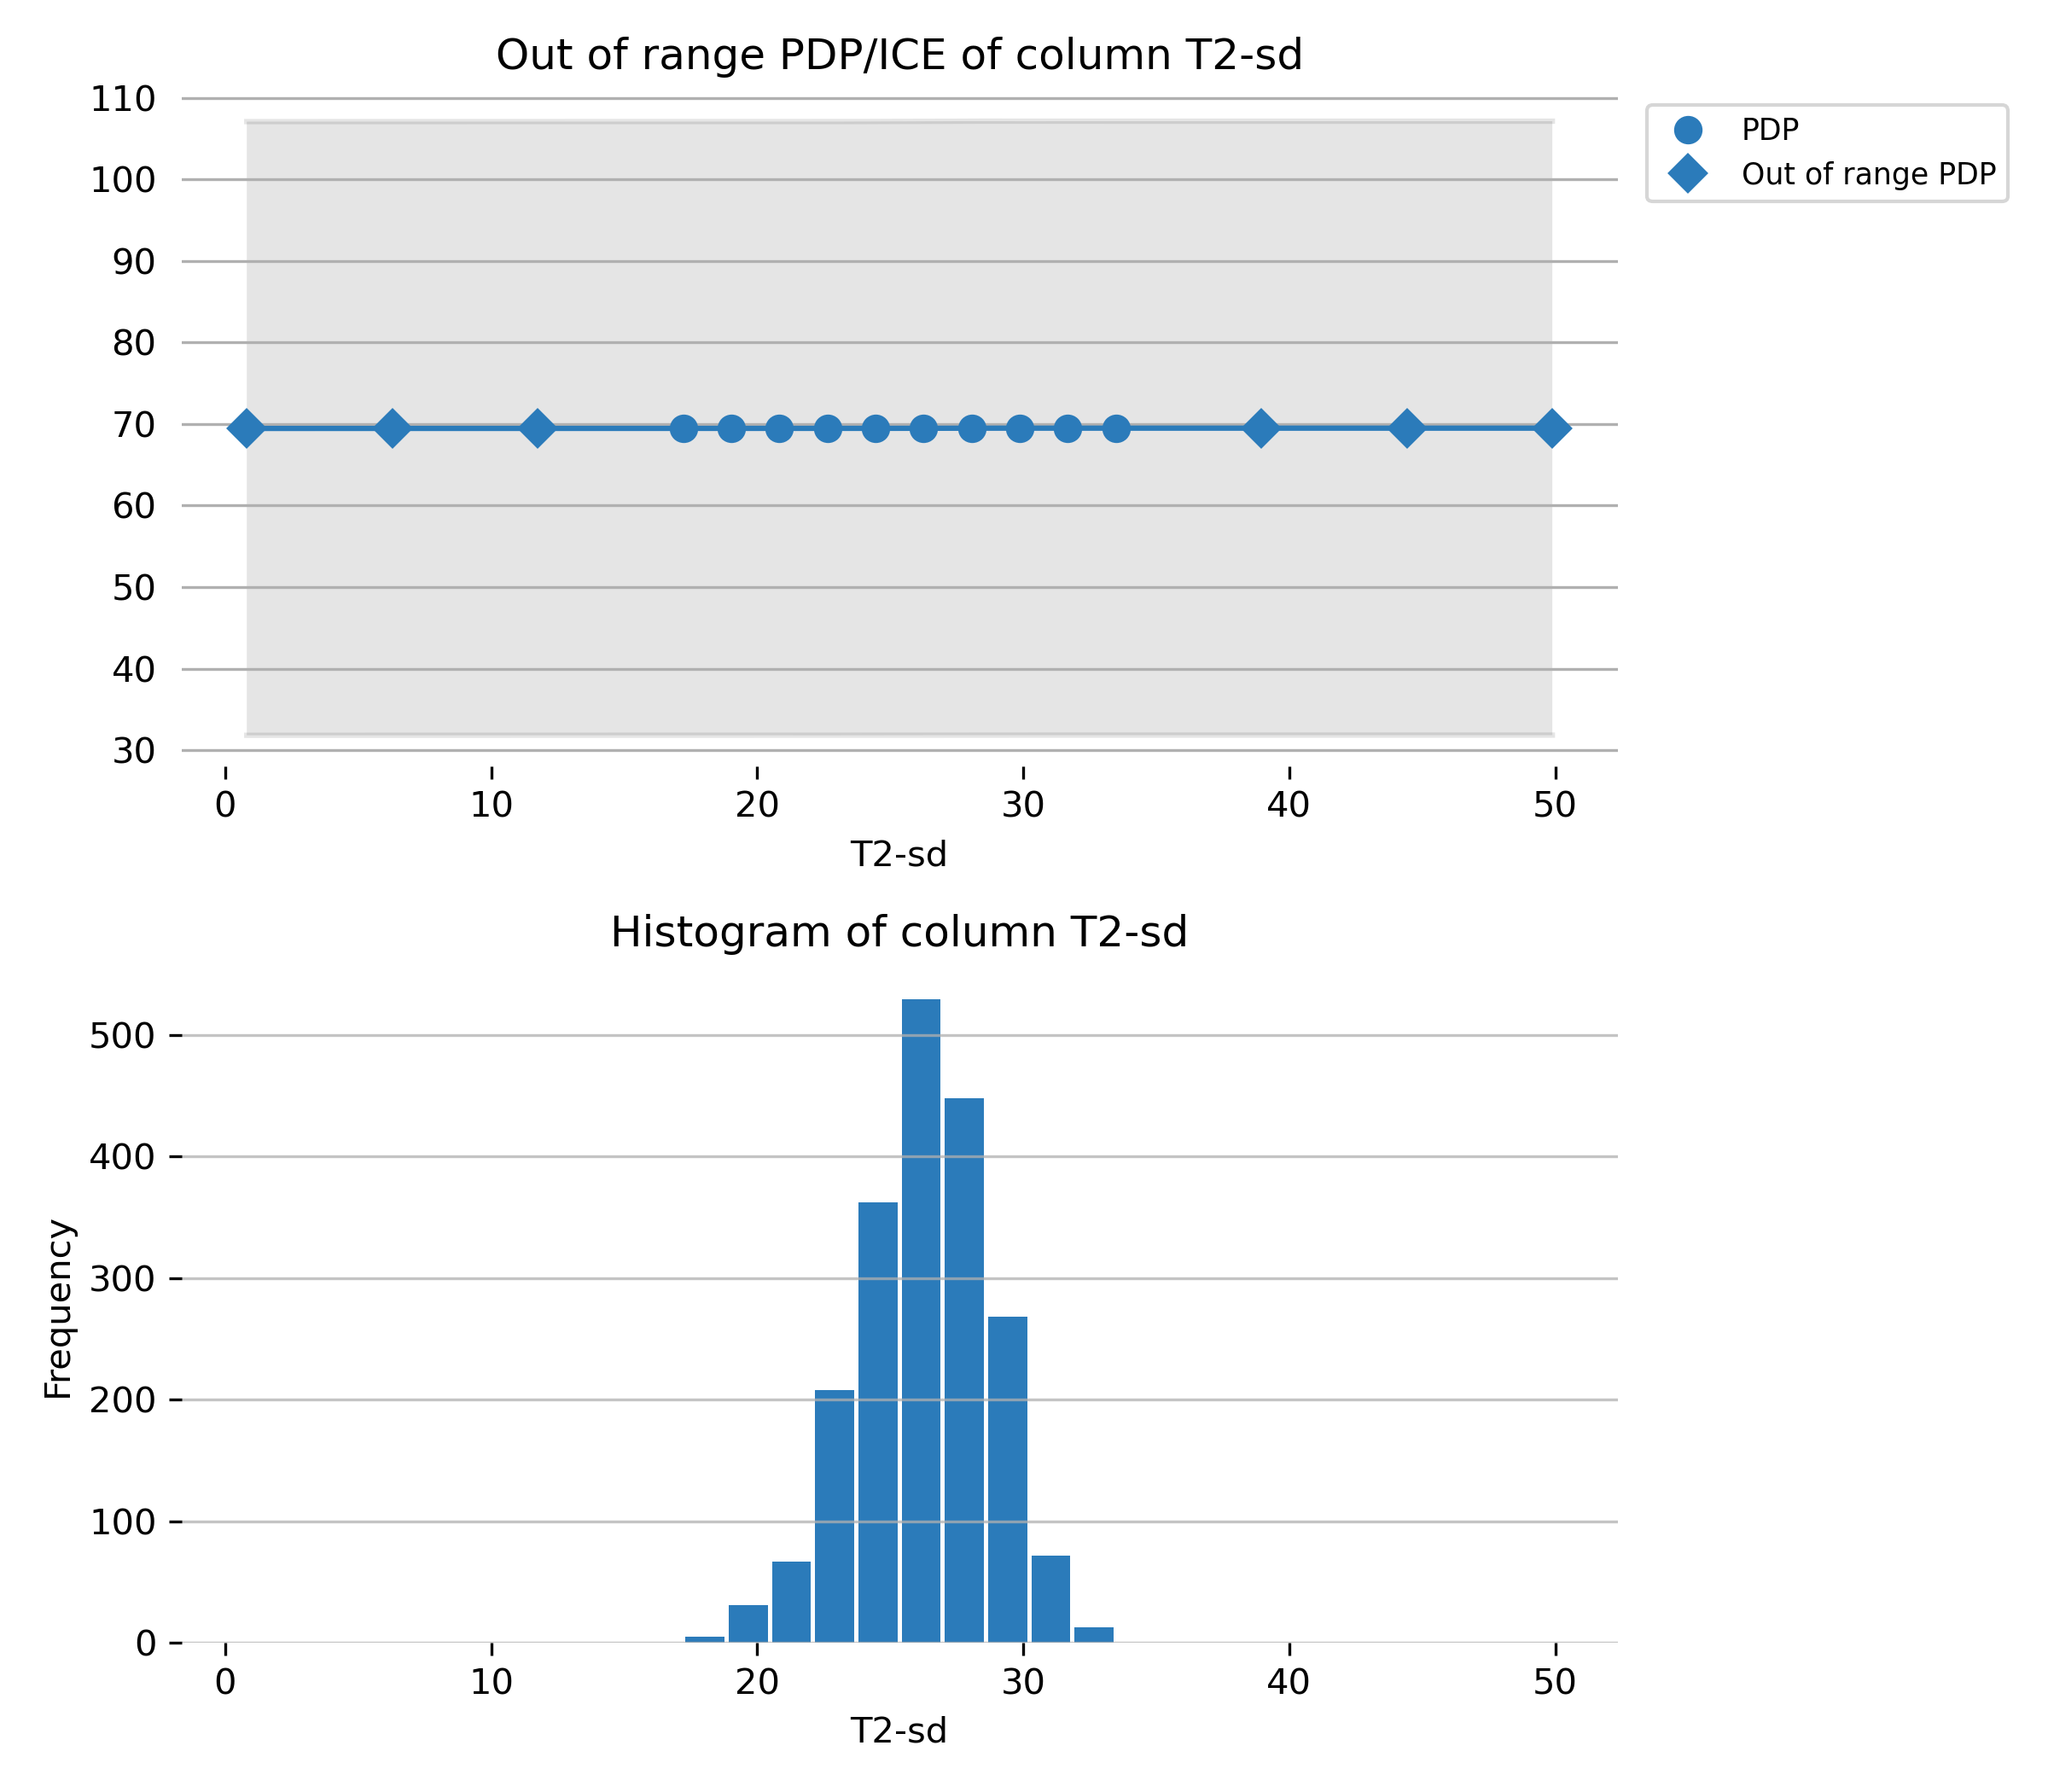 Out of range PDP/ICE of column T2-sd
110
100
90
80
70
60
50
40
30
0 10 20 30 40 50
T2-sd
PDP
Out of range PDP
Histogram of column T2-sd
Frequency
500
400
300
200
100
0
0 10 20 30 40 50
T2-sd